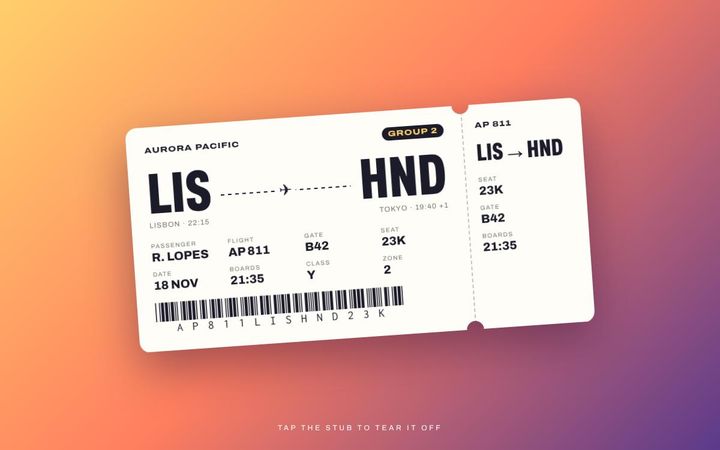 AURORA PACIFIC
GROUP 2
LIS
HND
LISBON · 22:15
TOKYO · 19:40 +1
PASSENGER
R. LOPES
FLIGHT
AP 811
GATE
B42
SEAT
23K
DATE
18 NOV
BOARDS
21:35
CLASS
Y
ZONE
2
AP811LISHND23K
AP 811
LIS → HND
SEAT
23K
GATE
B42
BOARDS
21:35
TAP THE STUB TO TEAR IT OFF